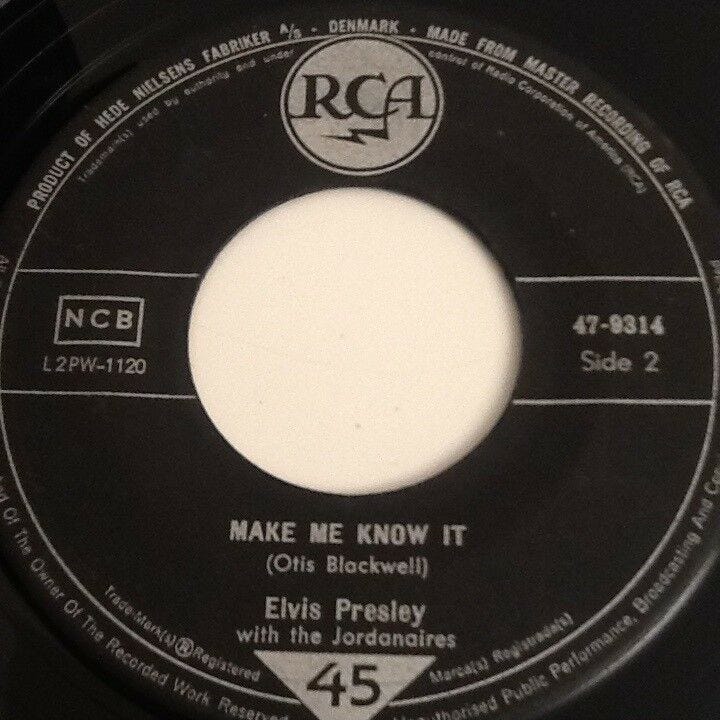 PRODUCT OF HEDE NIELSENS FABRIKER A/S - DENMARK - MADE FROM MASTER RECORDING OF RCA
Trademark(s) used by authority and under control of Radio Corporation of America (RCA)
RCA
NCB
L2PW-1120
47-9314
Side 2
MAKE ME KNOW IT
(Otis Blackwell)
Elvis Presley
with the Jordanaires
Trade-Mark(s) ® Registered
Marca(s) Registrada(s)
45
And Of The Owner Of The Recorded Work Reserved
Unauthorised Public Performance, Broadcasting And